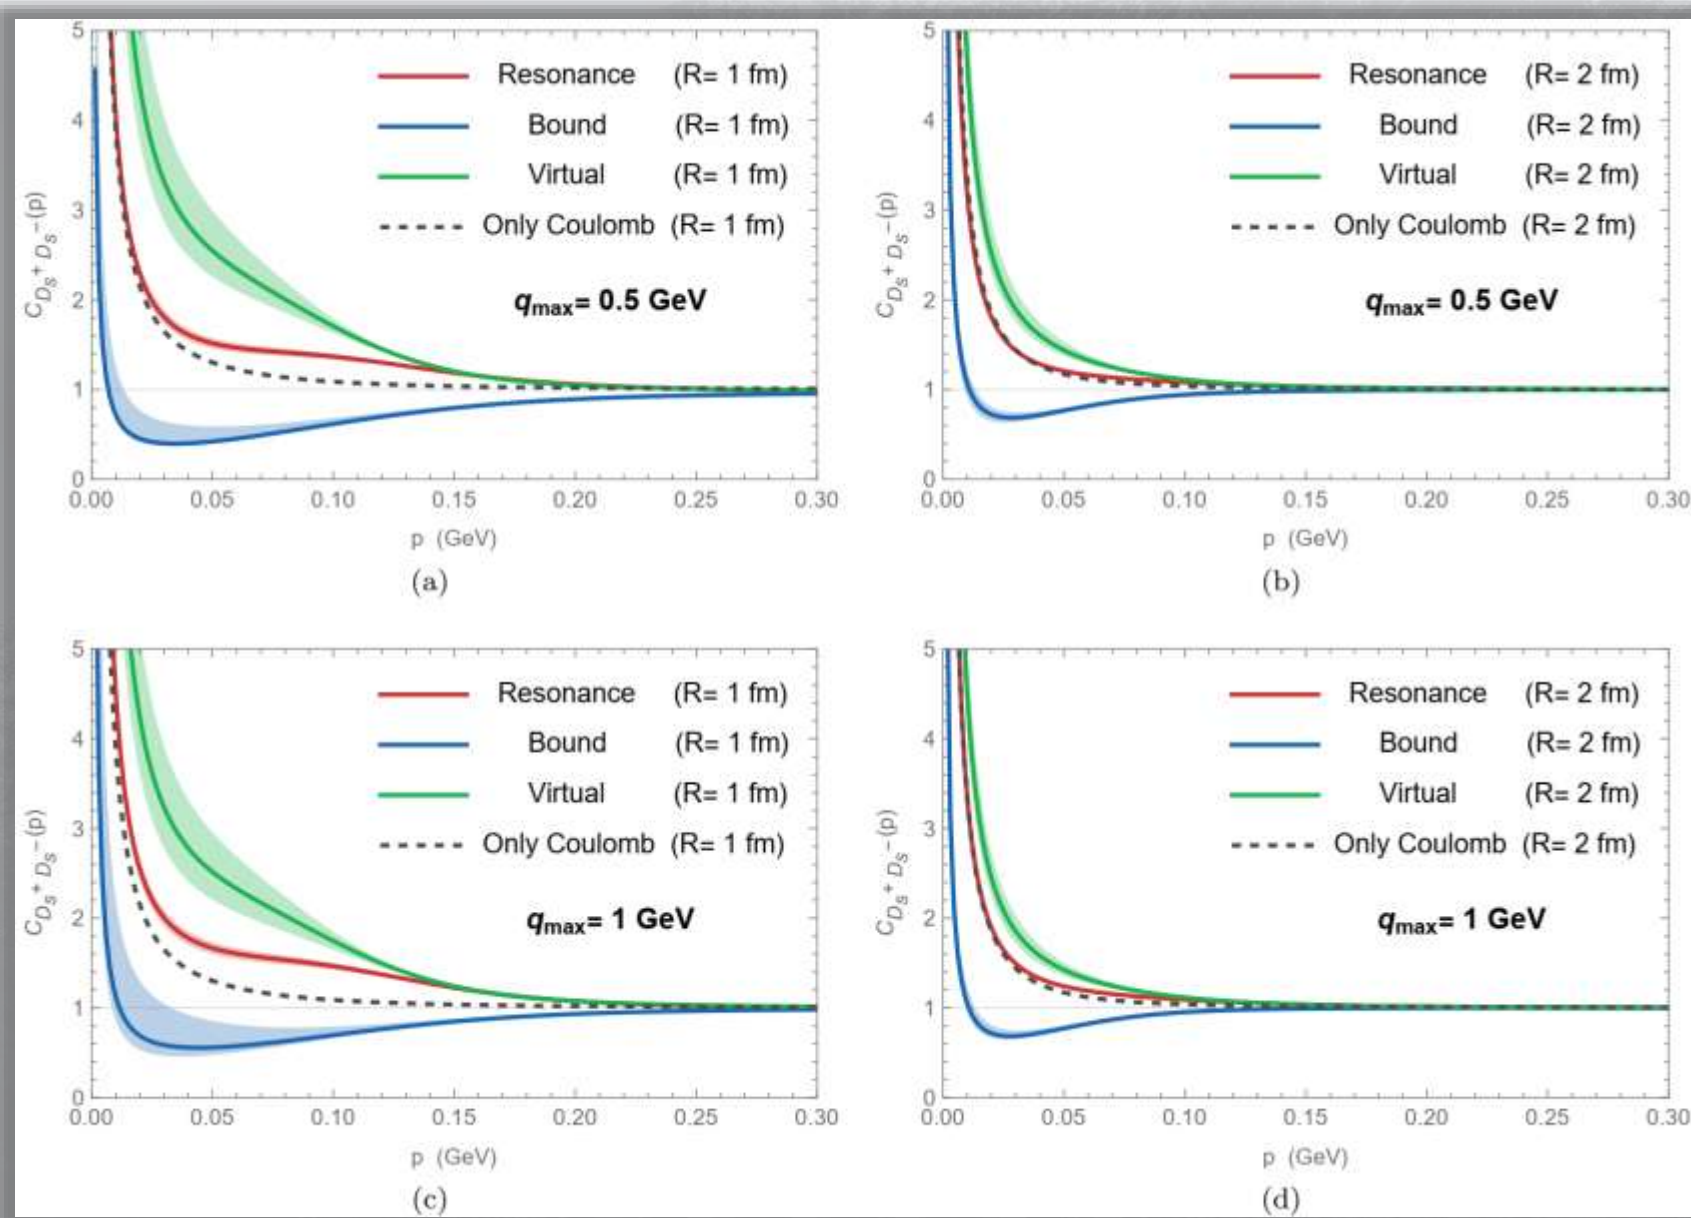 5
4
3
2
1
0
C_{D_s^+ D_s^-}(p)
Resonance (R= 1 fm)
Bound (R= 1 fm)
Virtual (R= 1 fm)
Only Coulomb (R= 1 fm)
q_max= 0.5 GeV
0.00 0.05 0.10 0.15 0.20 0.25 0.30
p (GeV)
(a)
5
4
3
2
1
0
C_{D_s^+ D_s^-}(p)
Resonance (R= 2 fm)
Bound (R= 2 fm)
Virtual (R= 2 fm)
Only Coulomb (R= 2 fm)
q_max= 0.5 GeV
0.00 0.05 0.10 0.15 0.20 0.25 0.30
p (GeV)
(b)
5
4
3
2
1
0
C_{D_s^+ D_s^-}(p)
Resonance (R= 1 fm)
Bound (R= 1 fm)
Virtual (R= 1 fm)
Only Coulomb (R= 1 fm)
q_max= 1 GeV
0.00 0.05 0.10 0.15 0.20 0.25 0.30
p (GeV)
(c)
5
4
3
2
1
0
C_{D_s^+ D_s^-}(p)
Resonance (R= 2 fm)
Bound (R= 2 fm)
Virtual (R= 2 fm)
Only Coulomb (R= 2 fm)
q_max= 1 GeV
0.00 0.05 0.10 0.15 0.20 0.25 0.30
p (GeV)
(d)